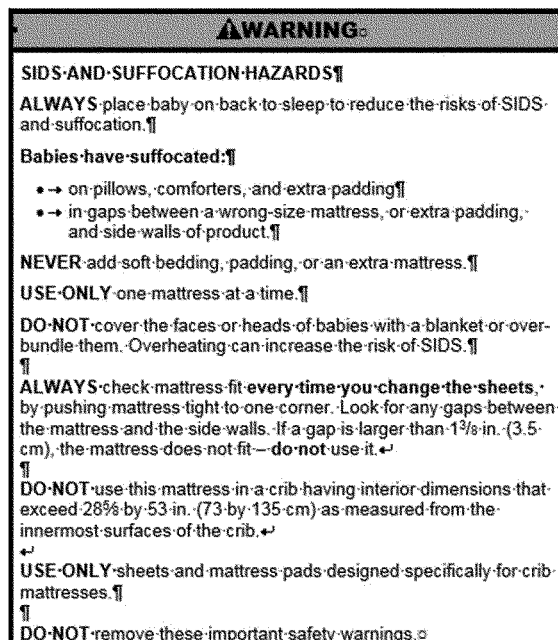 ⚠WARNING¤
SIDS·AND·SUFFOCATION·HAZARDS¶
ALWAYS·place·baby·on·back·to·sleep·to·reduce·the·risks·of·SIDS·
and·suffocation.¶
Babies·have·suffocated:¶
•→on·pillows,·comforters,·and·extra·padding¶
•→in·gaps·between·a·wrong-size·mattress,·or·extra·padding,·
and·side·walls·of·product.¶
NEVER·add·soft·bedding,·padding,·or·an·extra·mattress.¶
USE·ONLY·one·mattress·at·a·time.¶
DO·NOT·cover·the·faces·or·heads·of·babies·with·a·blanket·or·over-
bundle·them.··Overheating·can·increase·the·risk·of·SIDS.¶
¶
ALWAYS·check·mattress·fit·every·time·you·change·the·sheets,·
by·pushing·mattress·tight·to·one·corner.··Look·for·any·gaps·between·
the·mattress·and·the·side·walls.··If·a·gap·is·larger·than·1³/₈·in.·(3.5·
cm),·the·mattress·does·not·fit·–·do·not·use·it.↵
¶
DO·NOT·use·this·mattress·in·a·crib·having·interior·dimensions·that·
exceed·28⅝·by·53·in.·(73·by·135·cm)·as·measured·from·the·
innermost·surfaces·of·the·crib.↵
↵
USE·ONLY·sheets·and·mattress·pads·designed·specifically·for·crib·
mattresses.¶
¶
DO·NOT·remove·these·important·safety·warnings.¤